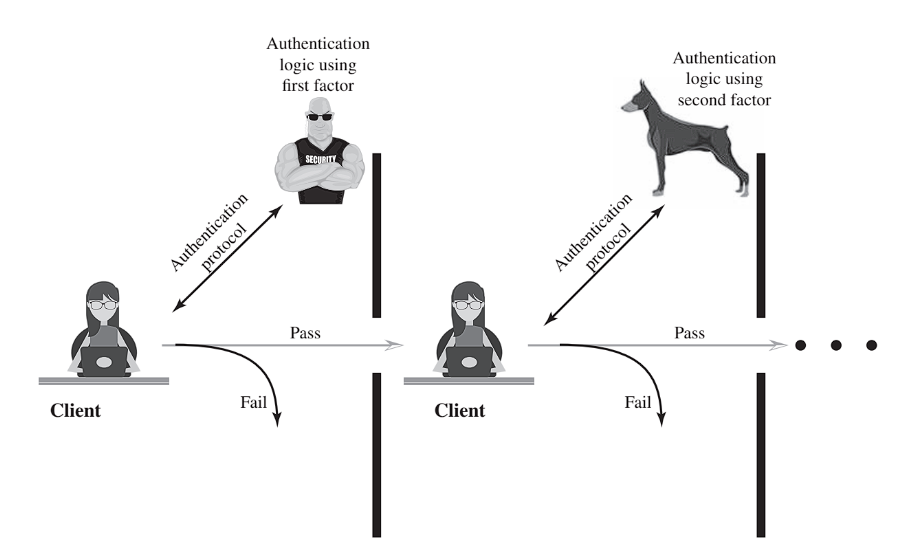 Authentication
logic using
first factor
SECURITY
Authentication
protocol
Pass
Fail
Client
Authentication
logic using
second factor
Authentication
protocol
Pass
Fail
Client